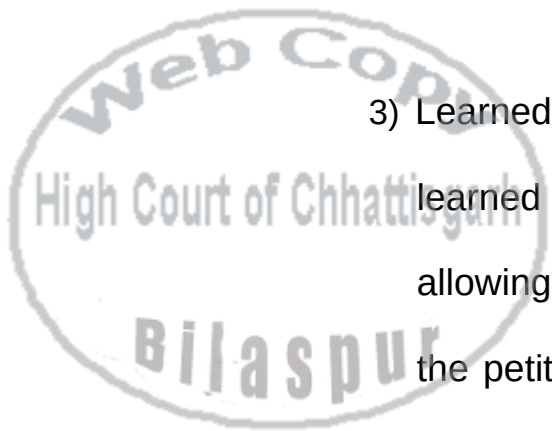 Web Copy
3) Learned
High Court of Chhattisgarh
learned
allowing
Bilaspur
the petit